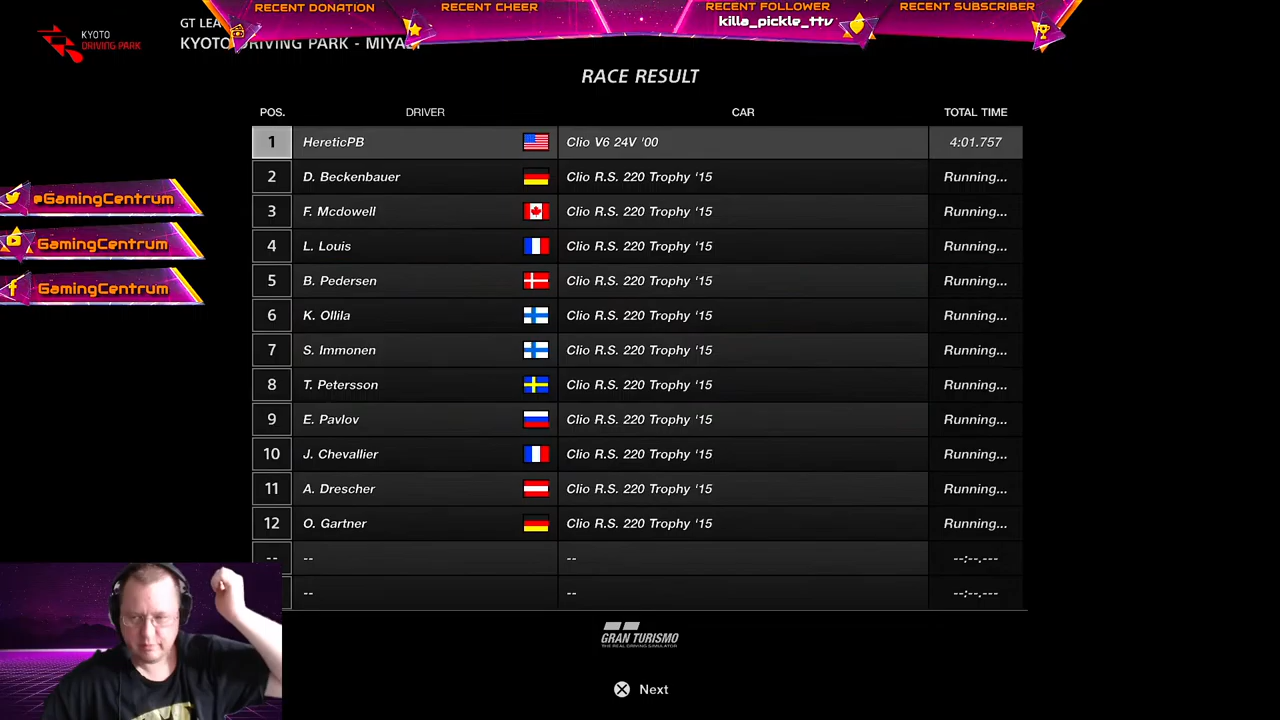 RECENT DONATION
RECENT CHEER
RECENT FOLLOWER
killa_pickle_ttv
RECENT SUBSCRIBER
KYOTO
DRIVING PARK
GT LEA
KYOTO DRIVING PARK - MIYA
RACE RESULT
POS. DRIVER CAR TOTAL TIME
1 HereticPB Clio V6 24V '00 4:01.757
2 D. Beckenbauer Clio R.S. 220 Trophy '15 Running...
3 F. Mcdowell Clio R.S. 220 Trophy '15 Running...
4 L. Louis Clio R.S. 220 Trophy '15 Running...
5 B. Pedersen Clio R.S. 220 Trophy '15 Running...
6 K. Ollila Clio R.S. 220 Trophy '15 Running...
7 S. Immonen Clio R.S. 220 Trophy '15 Running...
8 T. Petersson Clio R.S. 220 Trophy '15 Running...
9 E. Pavlov Clio R.S. 220 Trophy '15 Running...
10 J. Chevallier Clio R.S. 220 Trophy '15 Running...
11 A. Drescher Clio R.S. 220 Trophy '15 Running...
12 O. Gartner Clio R.S. 220 Trophy '15 Running...
-- -- -- --:--.---
-- -- --:--.---
@GamingCentrum
GamingCentrum
GamingCentrum
GRAN TURISMO
THE REAL DRIVING SIMULATOR
Next